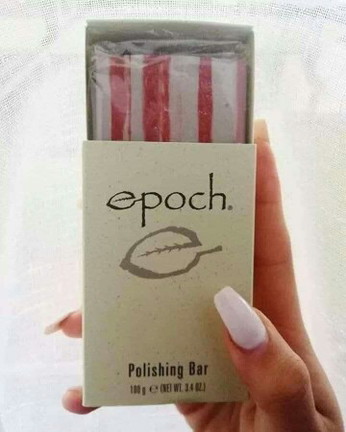 epoch®
Polishing Bar
100 g ℮ (NET WT. 3.4 OZ.)